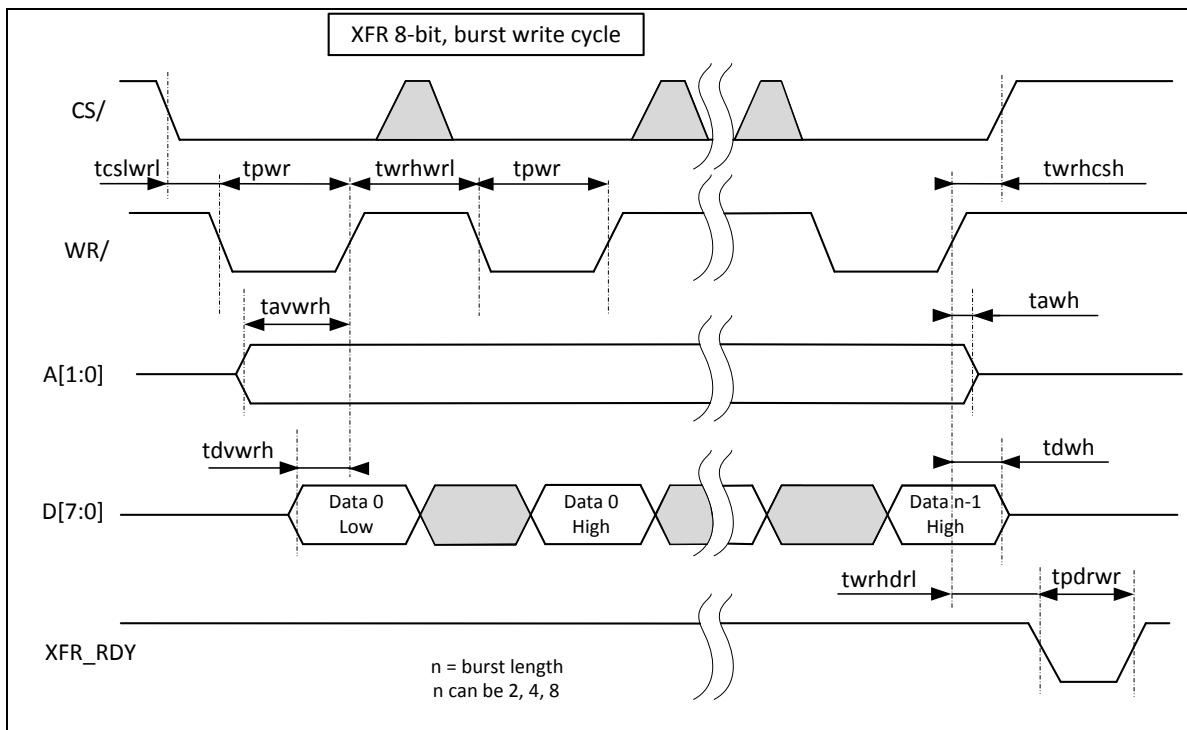 XFR 8-bit, burst write cycle
CS/
tcslwrl
tpwr
twrhwrl
tpwr
twrhcsh
WR/
tavwrh
tawh
A[1:0]
tdvwrh
tdwh
D[7:0]
Data 0
Low
Data 0
High
Data n-1
High
twrhdrl
tpdrwr
XFR_RDY
n = burst length
n can be 2, 4, 8